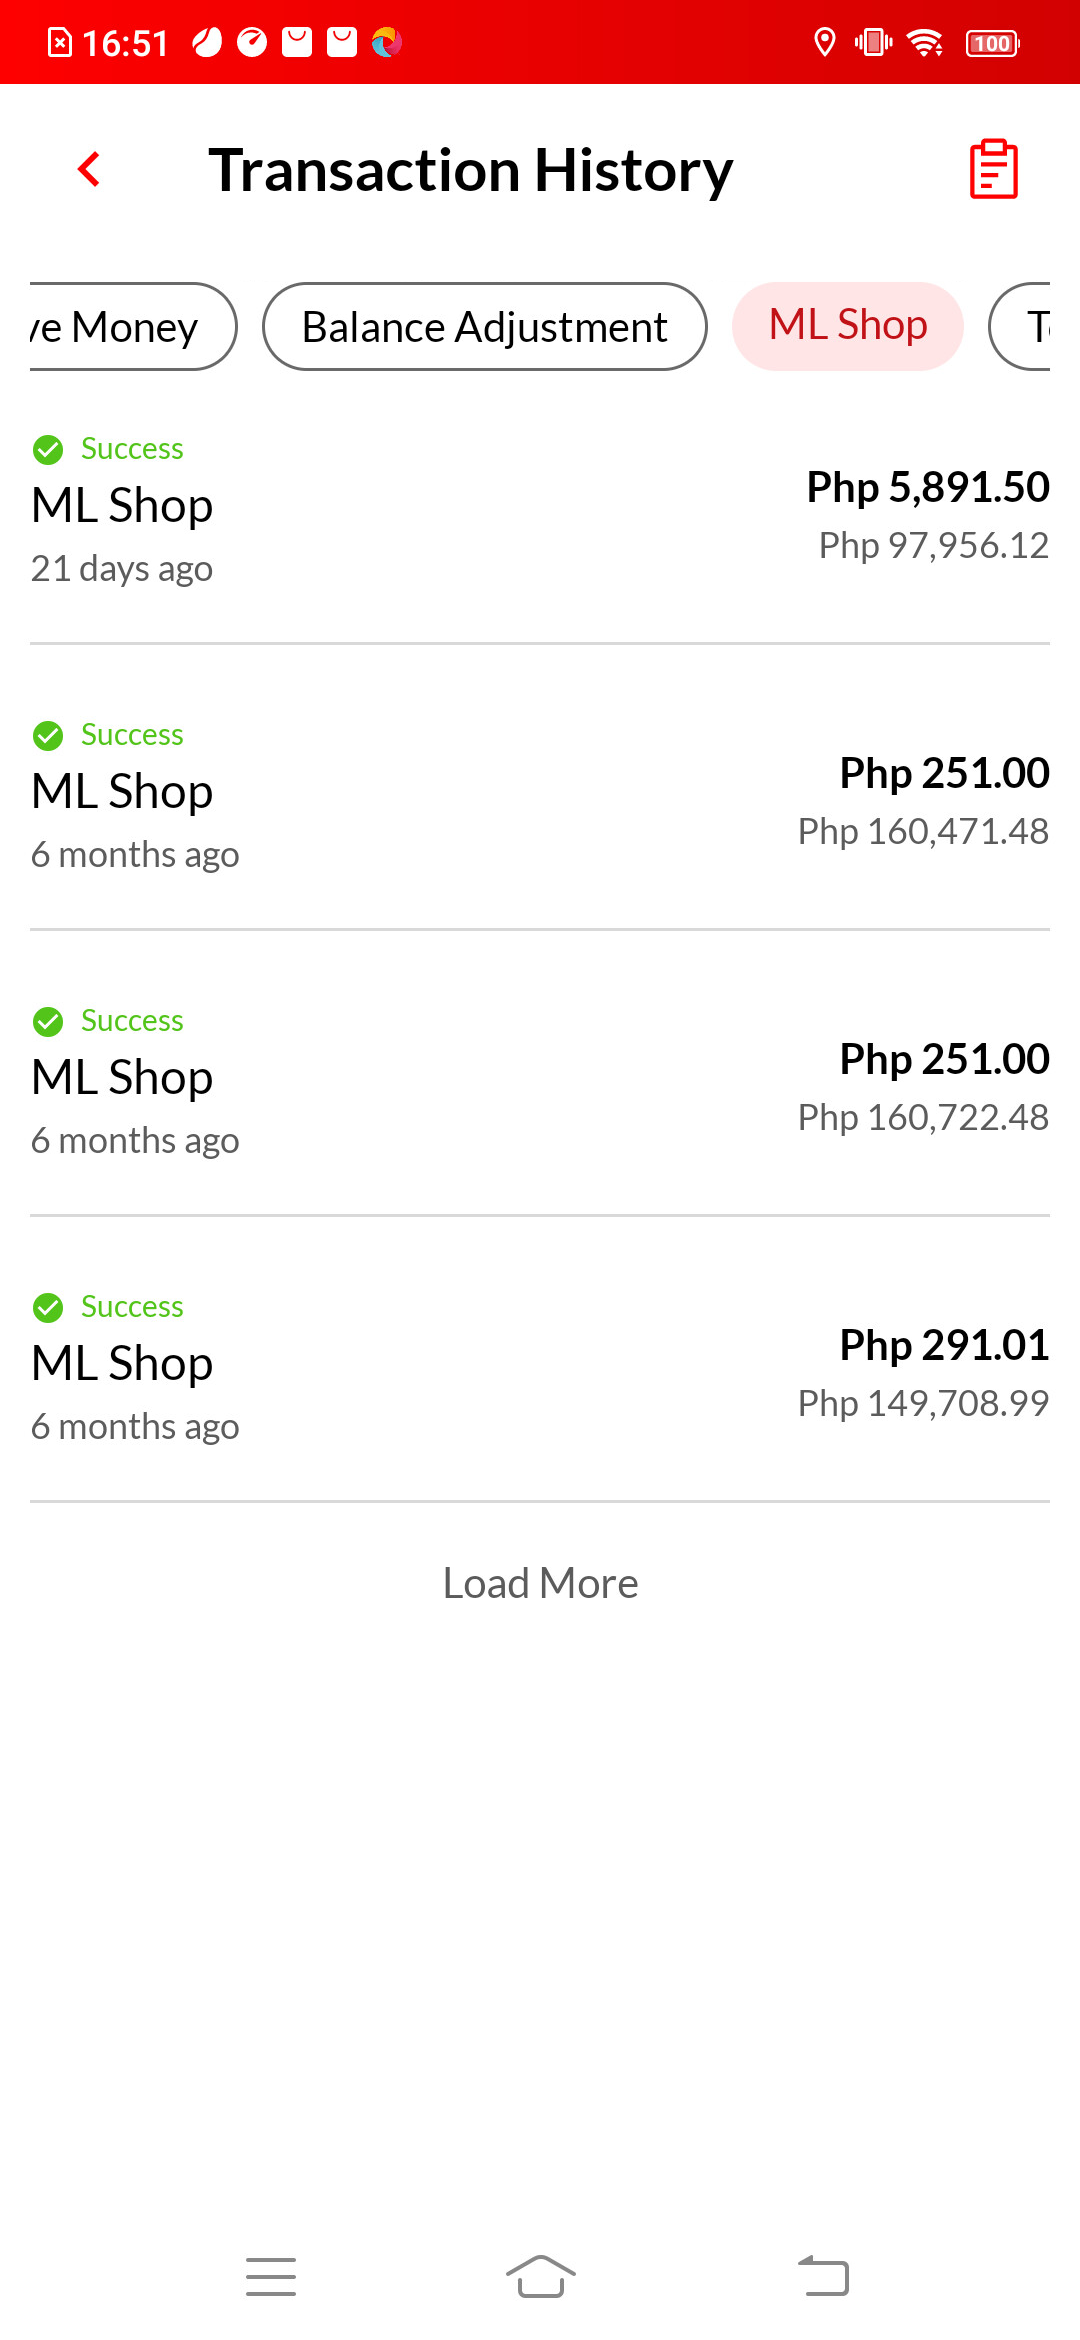 16:51
100
Transaction History
ve Money
Balance Adjustment
ML Shop
Success
ML Shop
21 days ago
Php 5,891.50
Php 97,956.12
Success
ML Shop
6 months ago
Php 251.00
Php 160,471.48
Success
ML Shop
6 months ago
Php 251.00
Php 160,722.48
Success
ML Shop
6 months ago
Php 291.01
Php 149,708.99
Load More